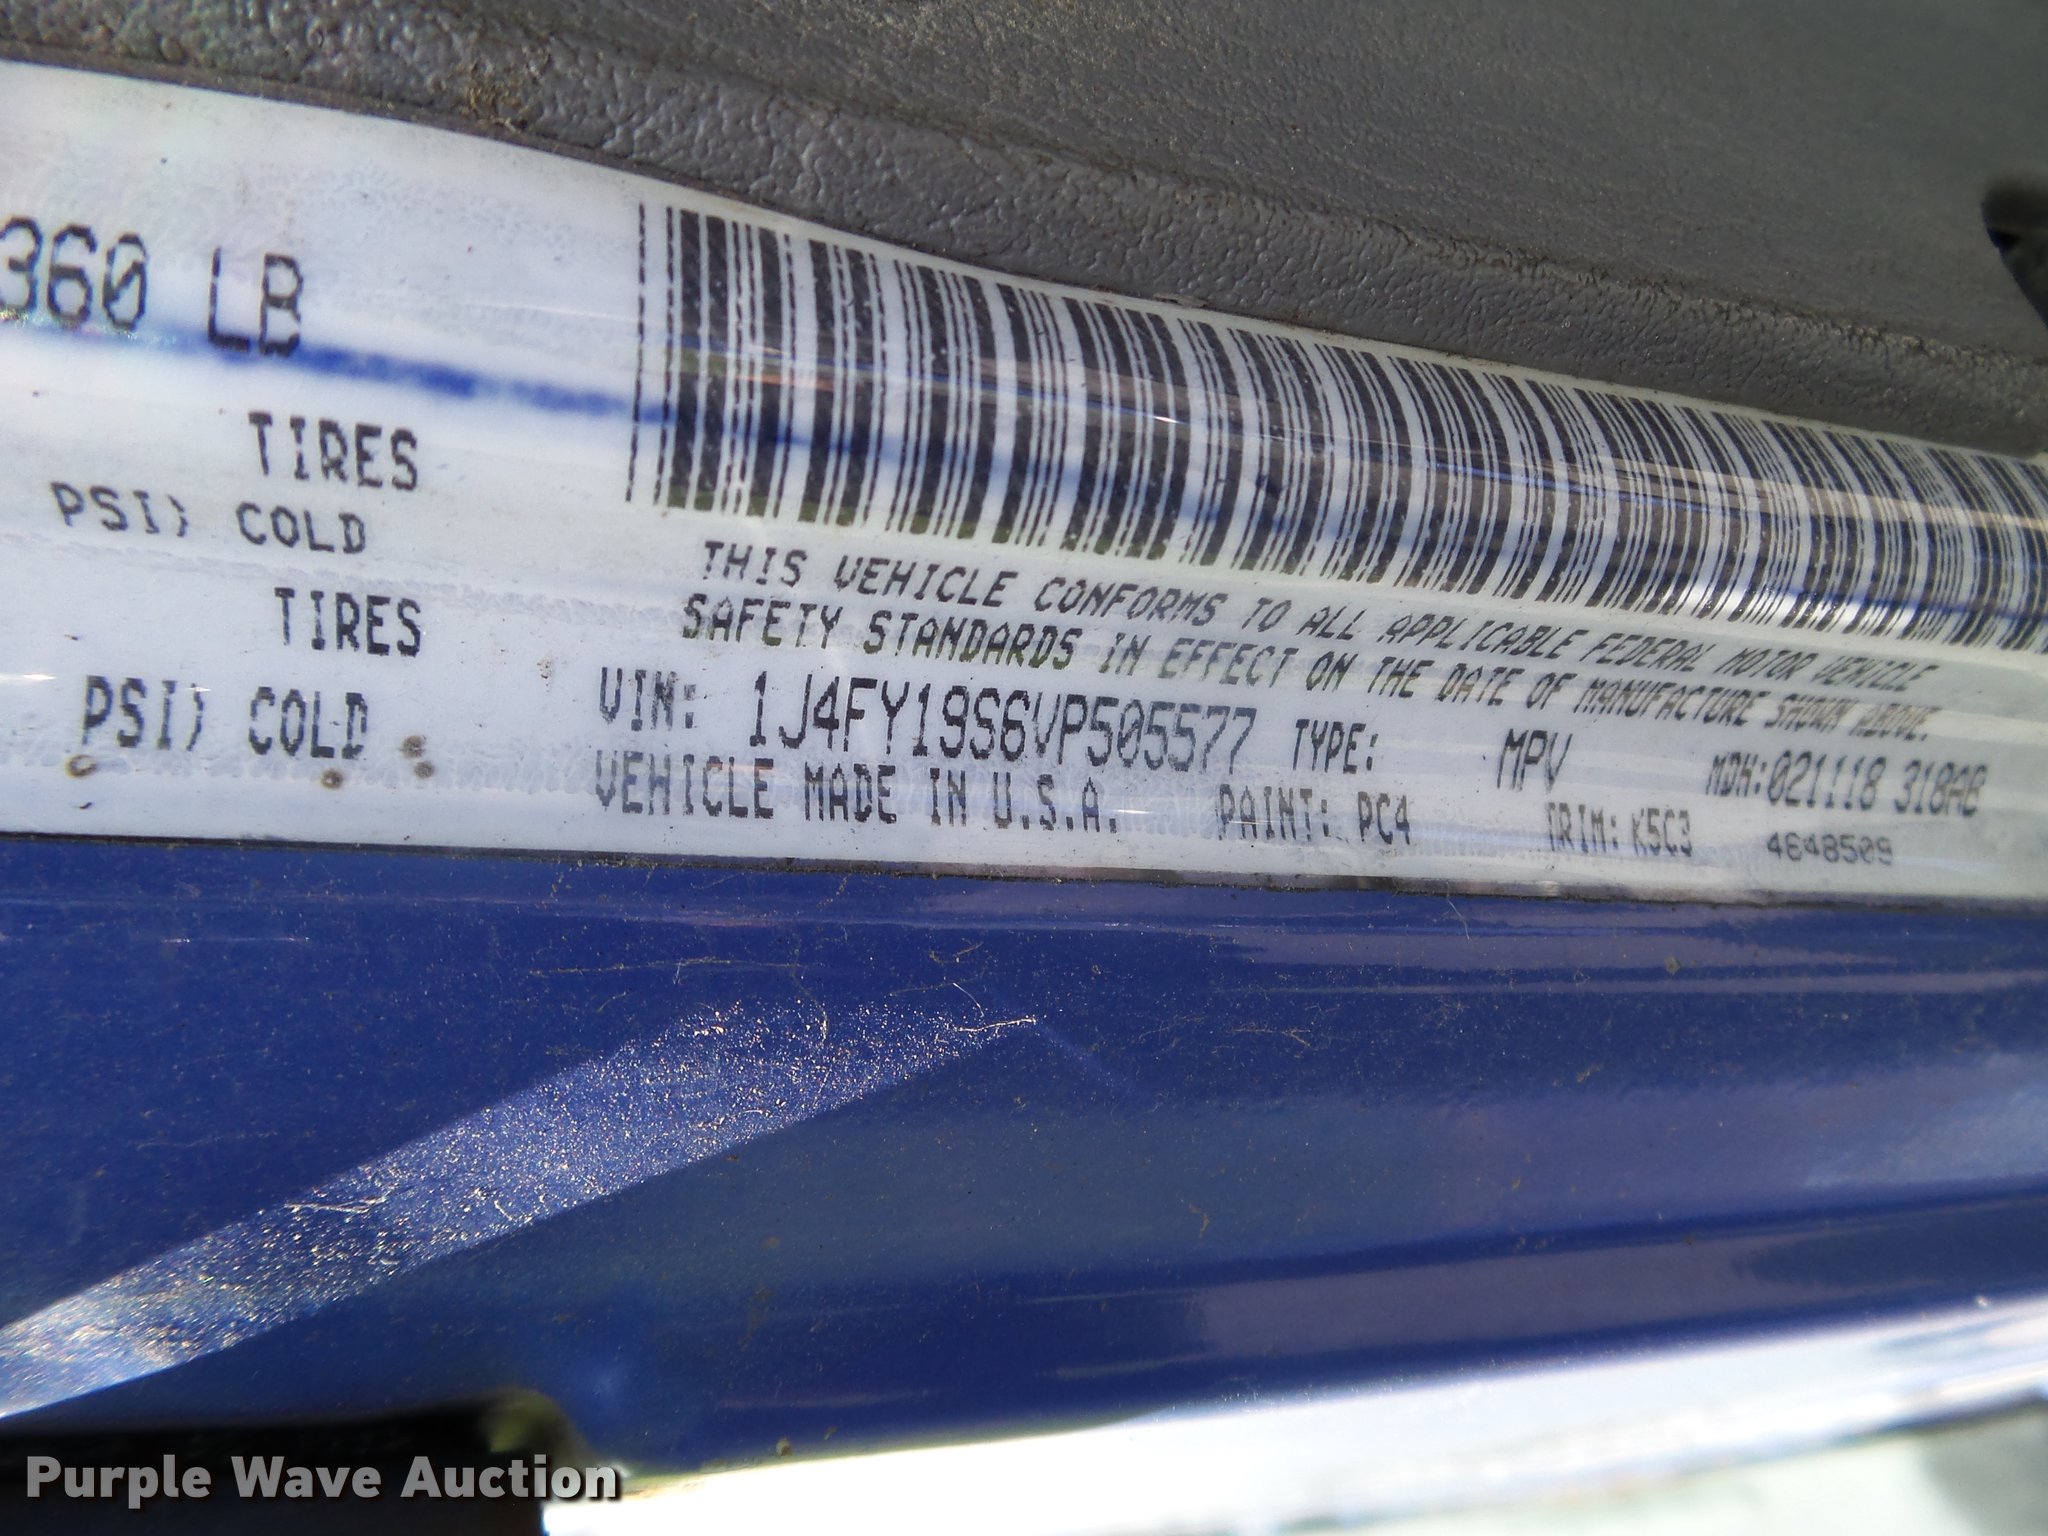 360 LB
TIRES
PSI) COLD
TIRES
PSI) COLD
THIS VEHICLE CONFORMS TO ALL APPLICABLE FEDERAL MOTOR VEHICLE
SAFETY STANDARDS IN EFFECT ON THE DATE OF MANUFACTURE SHOWN ABOVE.
VIN: 1J4FY19S6VP505577 TYPE: MPV MDH:021118 318AB
VEHICLE MADE IN U.S.A. PAINT: PC4 TRIM: K5C3 4648509
Purple Wave Auction